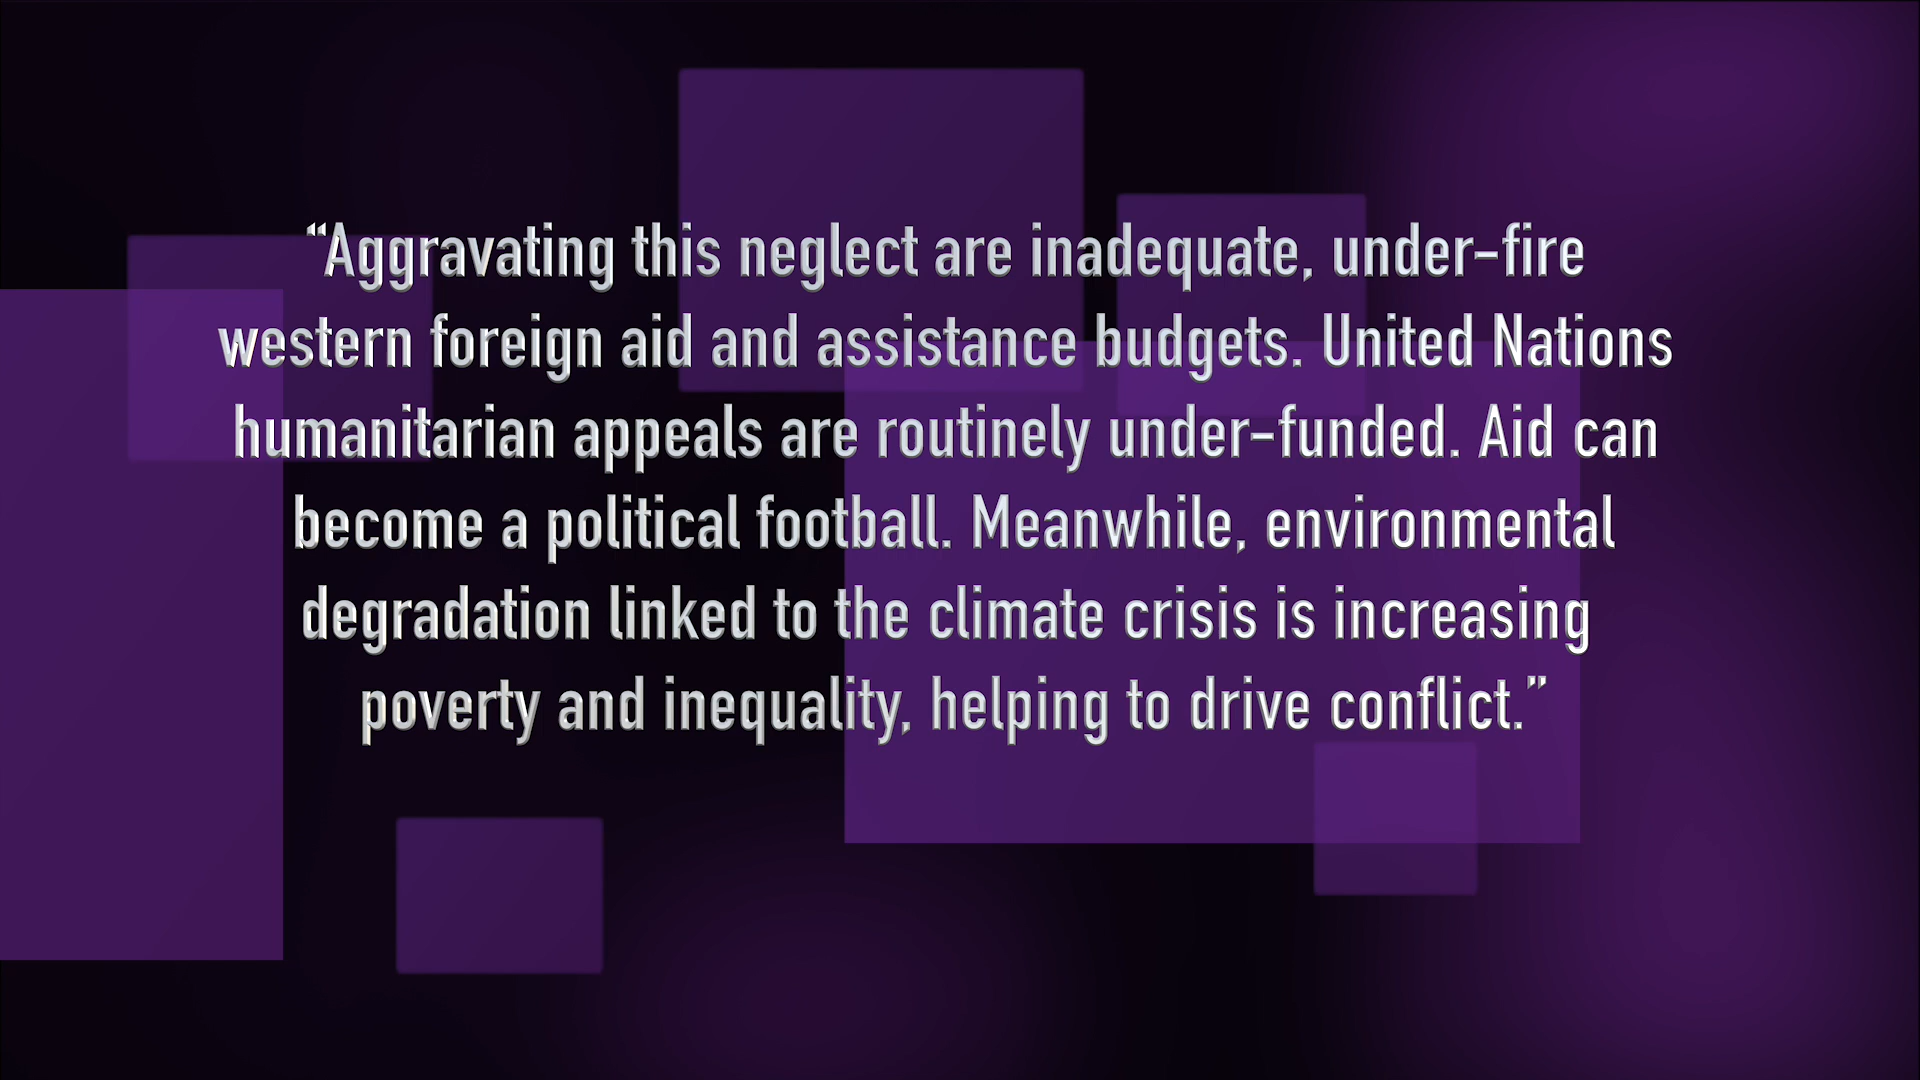 “Aggravating this neglect are inadequate, under-fire
western foreign aid and assistance budgets. United Nations
humanitarian appeals are routinely under-funded. Aid can
become a political football. Meanwhile, environmental
degradation linked to the climate crisis is increasing
poverty and inequality, helping to drive conflict.”